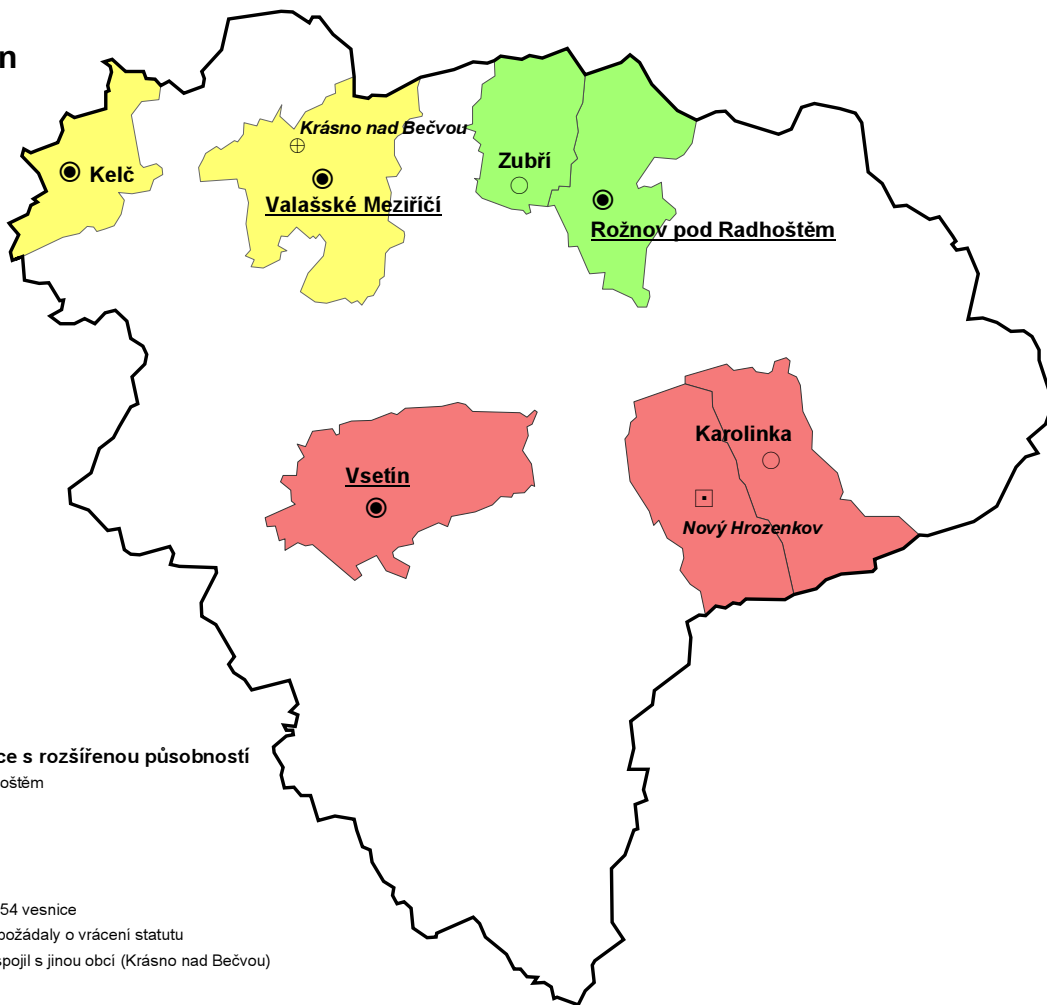 n
Krásno nad Bečvou
Kelč
Valašské Meziříčí
Zubří
Rožnov pod Radhoštěm
Karolinka
Vsetín
Nový Hrozenkov
ce s rozšířenou působností
oštěm
54 vesnice
požádaly o vrácení statutu
spojil s jinou obcí (Krásno nad Bečvou)